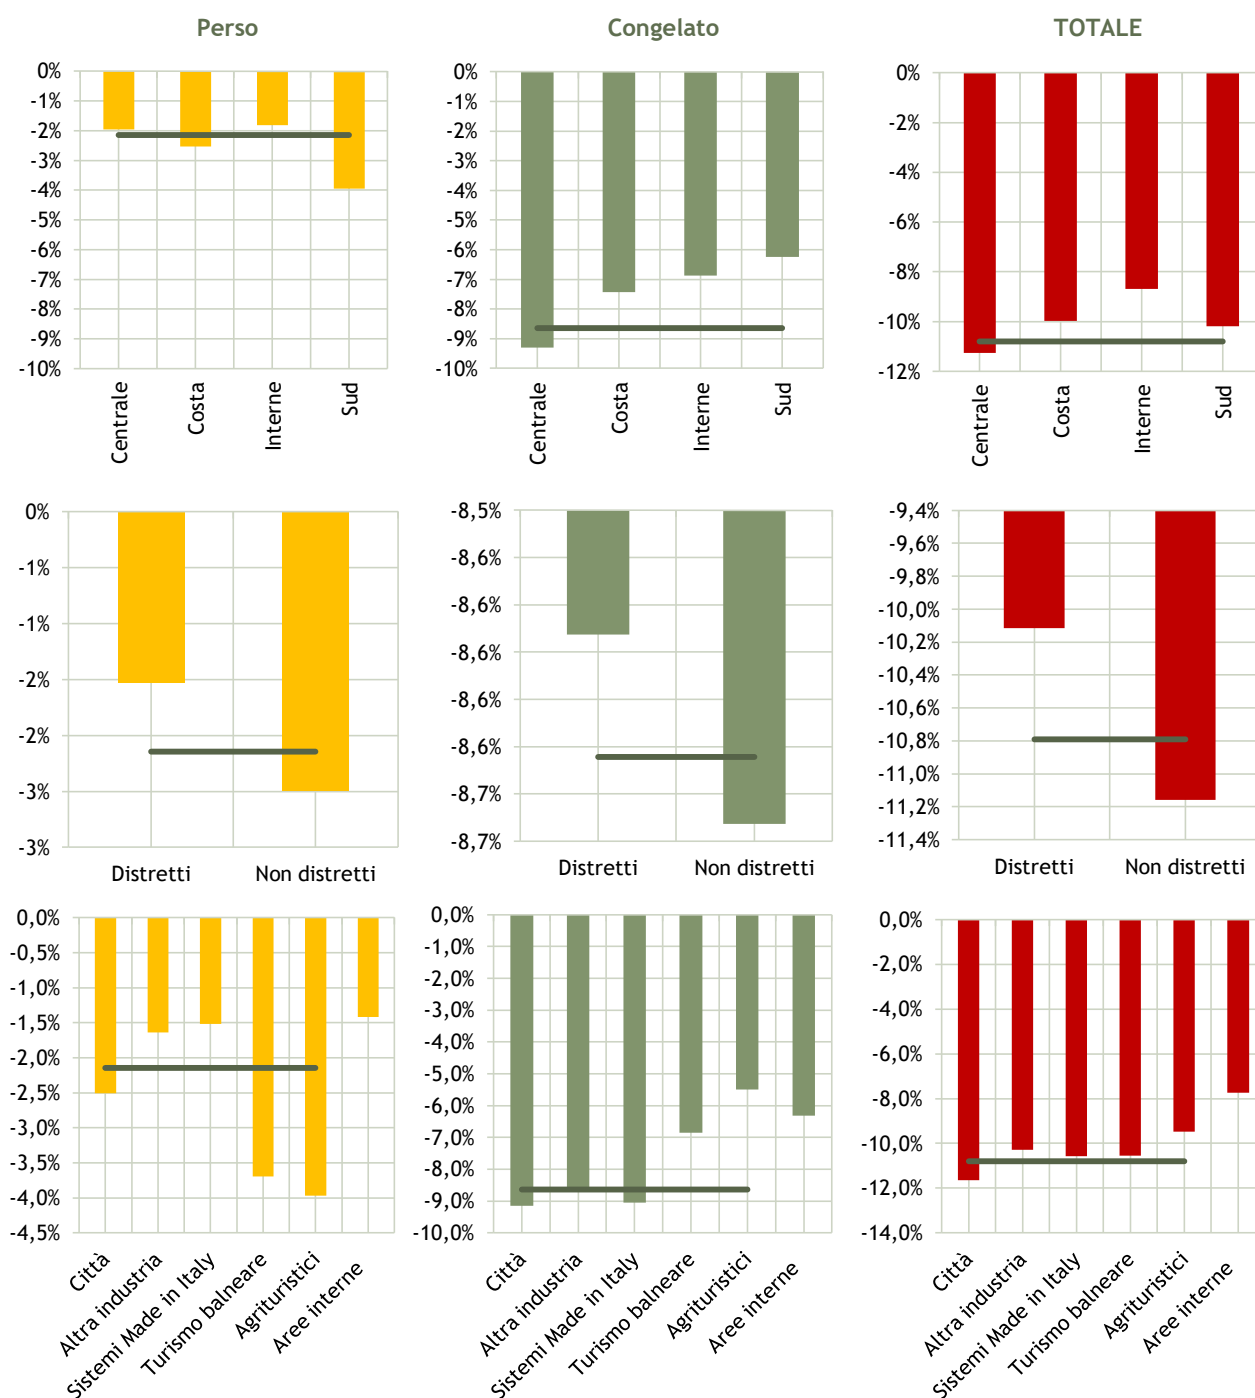 Perso
Congelato
TOTALE
0%
-1%
-2%
-3%
-4%
-5%
-6%
-7%
-8%
-9%
-10%
Centrale
Costa
Interne
Sud
0%
-1%
-2%
-3%
-4%
-5%
-6%
-7%
-8%
-9%
-10%
Centrale
Costa
Interne
Sud
0%
-2%
-4%
-6%
-8%
-10%
-12%
Centrale
Costa
Interne
Sud
0%
-1%
-1%
-2%
-2%
-3%
-3%
Distretti Non distretti
-8,5%
-8,6%
-8,6%
-8,6%
-8,6%
-8,6%
-8,7%
-8,7%
Distretti Non distretti
-9,4%
-9,6%
-9,8%
-10,0%
-10,2%
-10,4%
-10,6%
-10,8%
-11,0%
-11,2%
-11,4%
Distretti Non distretti
0,0%
-0,5%
-1,0%
-1,5%
-2,0%
-2,5%
-3,0%
-3,5%
-4,0%
-4,5%
Città
Altra industria
Sistemi Made in Italy
Turismo balneare
Agrituristici
Aree interne
0,0%
-1,0%
-2,0%
-3,0%
-4,0%
-5,0%
-6,0%
-7,0%
-8,0%
-9,0%
-10,0%
Città
Altra industria
Sistemi Made in Italy
Turismo balneare
Agrituristici
Aree interne
0,0%
-2,0%
-4,0%
-6,0%
-8,0%
-10,0%
-12,0%
-14,0%
Città
Altra industria
Sistemi Made in Italy
Turismo balneare
Agrituristici
Aree interne